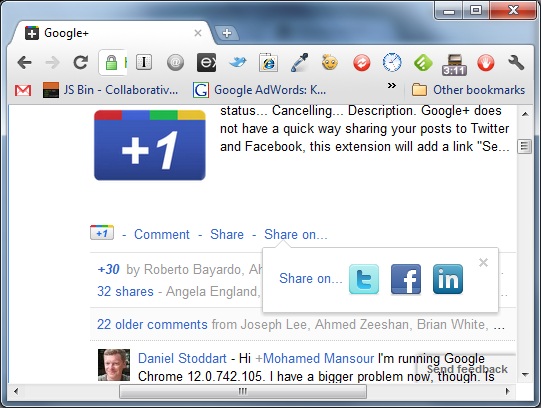 Google+
3:11
JS Bin - Collaborativ...
Google AdWords: K...
»
Other bookmarks
status... Cancelling... Description. Google+ does
not have a quick way sharing your posts to Twitter
and Facebook, this extension will add a link "Se...
+1
+1 - Comment - Share - Share on...
Share on...
+30 by Roberto Bayardo, Ah
32 shares - Angela England,
22 older comments from Joseph Lee, Ahmed Zeeshan, Brian White, ...
Daniel Stoddart - Hi +Mohamed Mansour I'm running Google
Chrome 12.0.742.105. I have a bigger problem now, though. Is
Send feedback